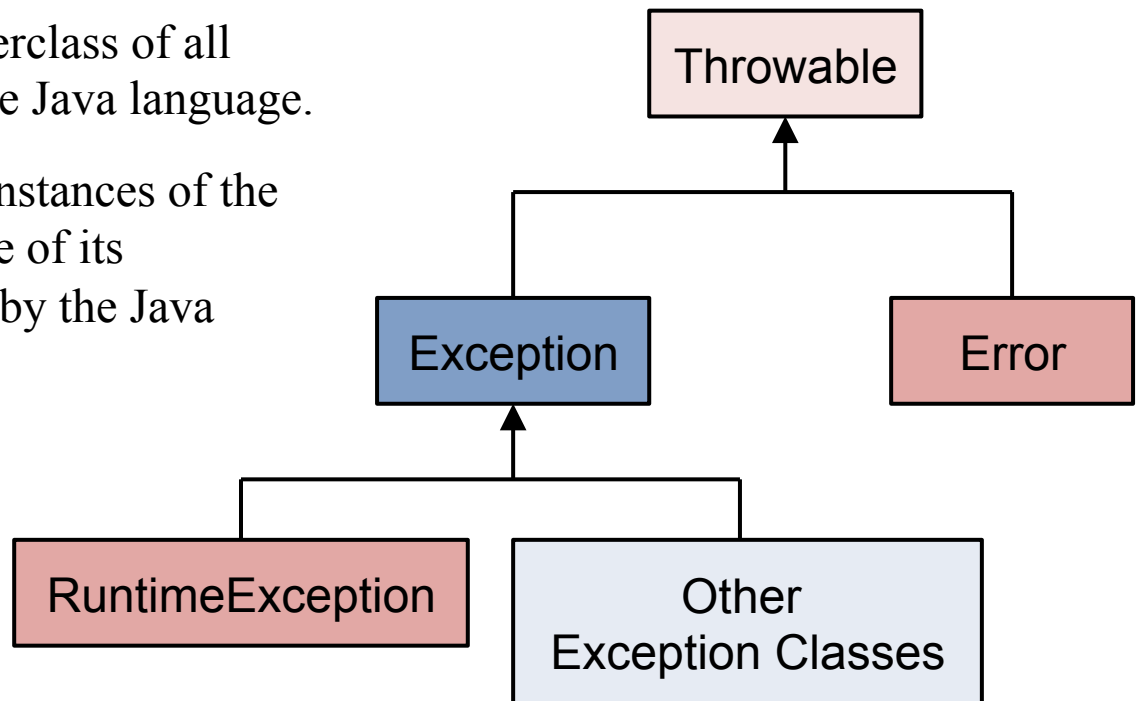 erclass of all
e Java language.
nstances of the
e of its
by the Java
Throwable
Exception
Error
RuntimeException
Other
Exception Classes